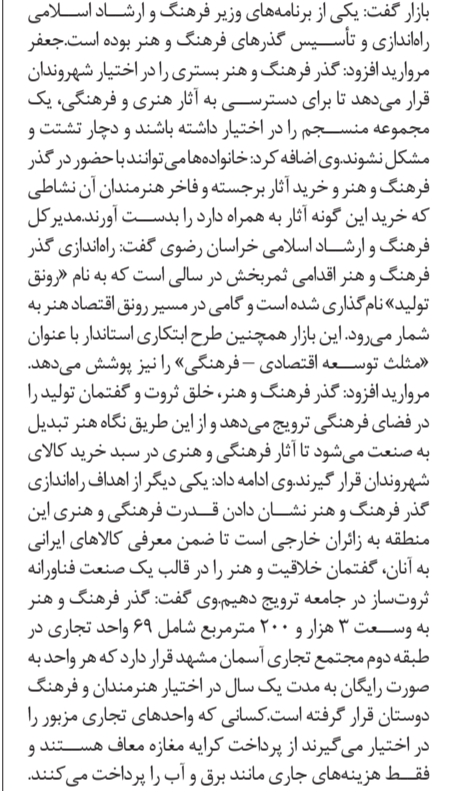 بازار گفت: یکی از برنامه‌های وزیر فرهنگ و ارشاد اسلامی
راه‌اندازی و تأسیس گذرهای فرهنگ و هنر بوده است.جعفر
مروارید افزود: گذر فرهنگ و هنر بستری را در اختیار شهروندان
قرار می‌دهد تا برای دسترسی به آثار هنری و فرهنگی، یک
مجموعه منسجم را در اختیار داشته باشند و دچار تشتت و
مشکل نشوند.وی اضافه کرد: خانواده‌ها می‌توانند با حضور در گذر
فرهنگ و هنر و خرید آثار برجسته و فاخر هنرمندان آن نشاطی
که خرید این گونه آثار به همراه دارد را بدست آورند.مدیرکل
فرهنگ و ارشاد اسلامی خراسان رضوی گفت: راه‌اندازی گذر
فرهنگ و هنر اقدامی ثمربخش در سالی است که به نام «رونق
تولید» نام‌گذاری شده است و گامی در مسیر رونق اقتصاد هنر به
شمار می‌رود. این بازار همچنین طرح ابتکاری استاندار با عنوان
«مثلث توسعه اقتصادی – فرهنگی» را نیز پوشش می‌دهد.
مروارید افزود: گذر فرهنگ و هنر، خلق ثروت و گفتمان تولید را
در فضای فرهنگی ترویج می‌دهد و از این طریق نگاه هنر تبدیل
به صنعت می‌شود تا آثار فرهنگی و هنری در سبد خرید کالای
شهروندان قرار گیرند.وی ادامه داد: یکی دیگر از اهداف راه‌اندازی
گذر فرهنگ و هنر نشان دادن قدرت فرهنگی و هنری این
منطقه به زائران خارجی است تا ضمن معرفی کالاهای ایرانی
به آنان، گفتمان خلاقیت و هنر را در قالب یک صنعت فناورانه
ثروت‌ساز در جامعه ترویج دهیم.وی گفت: گذر فرهنگ و هنر
به وسعت ۳ هزار و ۲۰۰ مترمربع شامل ۶۹ واحد تجاری در
طبقه دوم مجتمع تجاری آسمان مشهد قرار دارد که هر واحد به
صورت رایگان به مدت یک سال در اختیار هنرمندان و فرهنگ
دوستان قرار گرفته است.کسانی که واحدهای تجاری مزبور را
در اختیار می‌گیرند از پرداخت کرایه مغازه معاف هستند و
فقط هزینه‌های جاری مانند برق و آب را پرداخت می‌کنند.